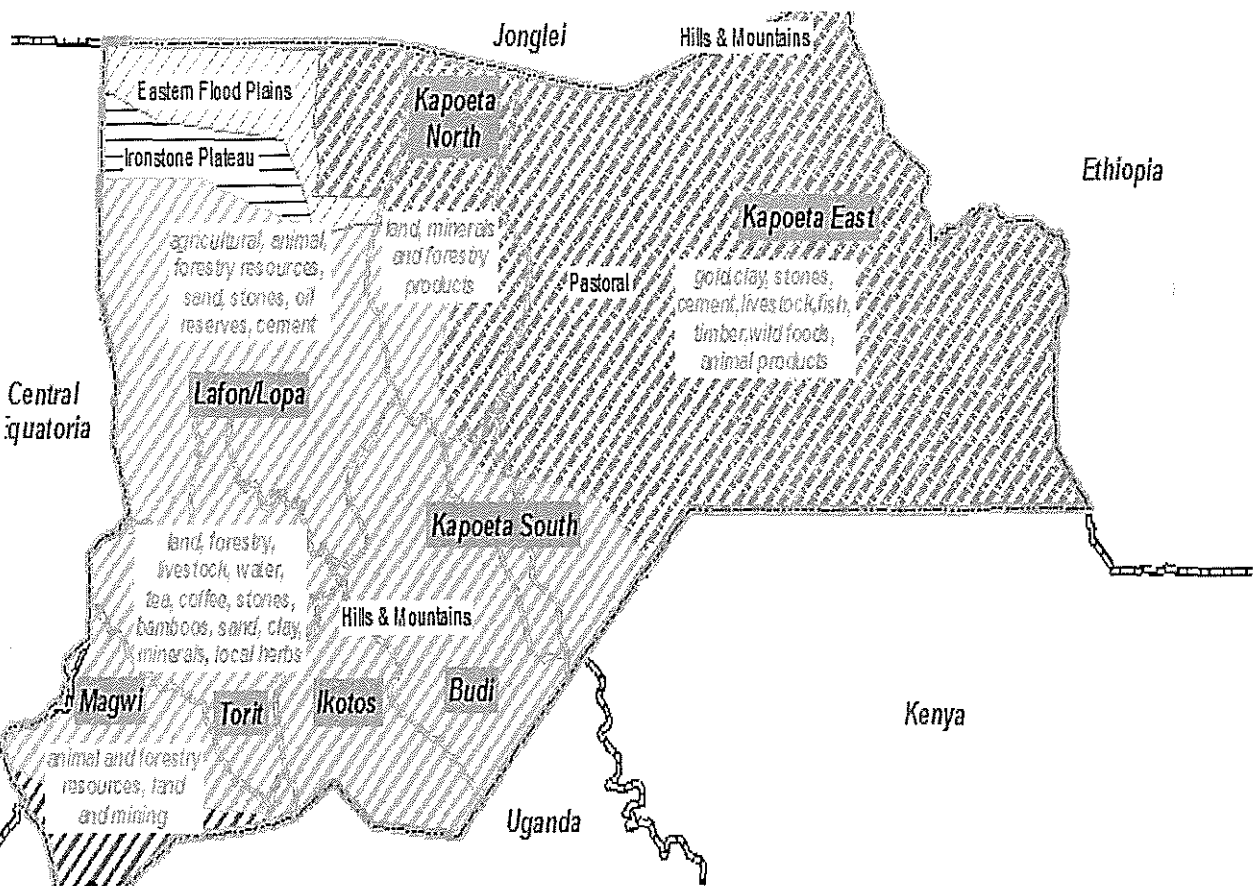 Jonglei
Hills & Mountains
Eastern Flood Plains
Kapoeta
North
Ironstone Plateau
Ethiopia
Kapoeta East
agricultural, animal,
forestry resources,
sand, stones, oil
reserves, cement
land, minerals
and forestry
products
Pastoral
gold,clay, stones,
cement,livestock,fish,
timber,wild foods,
animal products
Lafon/Lopa
Central
Equatoria
Kapoeta South
land, forestry,
livestock, water,
tea, coffee, stones,
bamboos, sand, clay,
minerals, local herbs
Hills & Mountains
Magwi
Torit
Ikotos
Budi
Kenya
animal and forestry
resources, land
and mining
Uganda